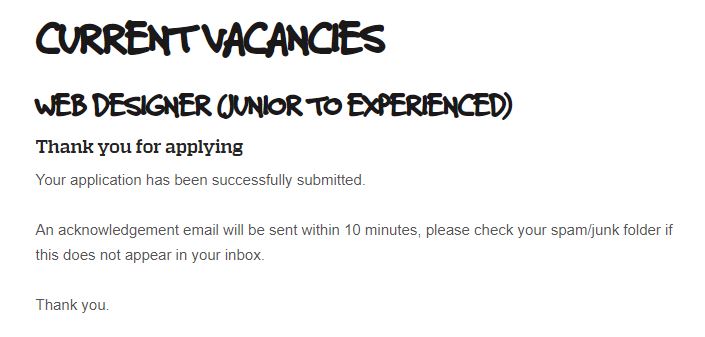 CURRENT VACANCIES
WEB DESIGNER (JUNIOR TO EXPERIENCED)
Thank you for applying
Your application has been successfully submitted.
An acknowledgement email will be sent within 10 minutes, please check your spam/junk folder if
this does not appear in your inbox.
Thank you.